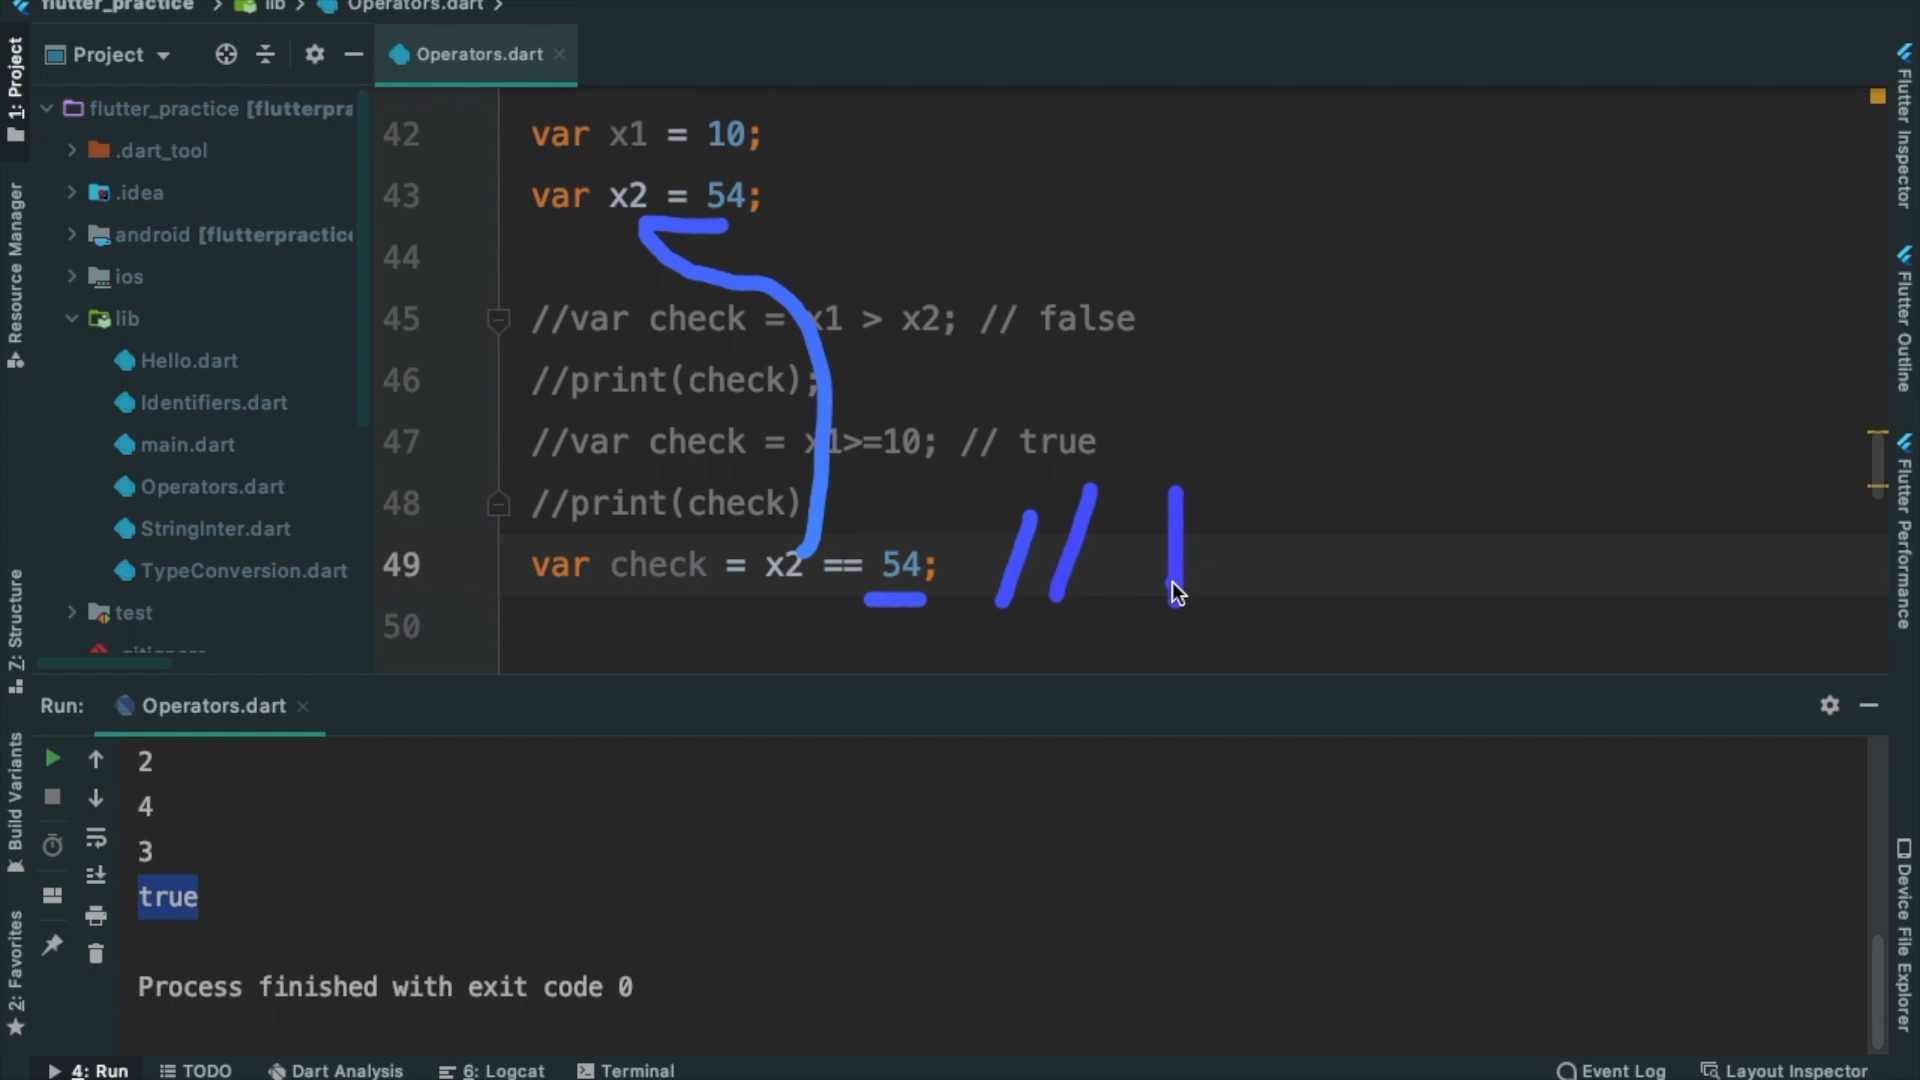 flutter_practice > lib > Operators.dart >
1: Project
Project
Operators.dart
flutter_practice [flutterpra
.dart_tool
.idea
android [flutterpractice
ios
lib
Hello.dart
Identifiers.dart
main.dart
Operators.dart
StringInter.dart
TypeConversion.dart
test
Resource Manager
Z: Structure
Build Variants
2: Favorites
42 var x1 = 10;
43 var x2 = 54;
44
45 //var check = x1 > x2; // false
46 //print(check);
47 //var check = x1>=10; // true
48 //print(check)
49 var check = x2 == 54; //
50
Flutter Inspector
Flutter Outline
Flutter Performance
Device File Explorer
Run: Operators.dart
2
4
3
true
Process finished with exit code 0
4: Run TODO Dart Analysis 6: Logcat Terminal Event Log Layout Inspector